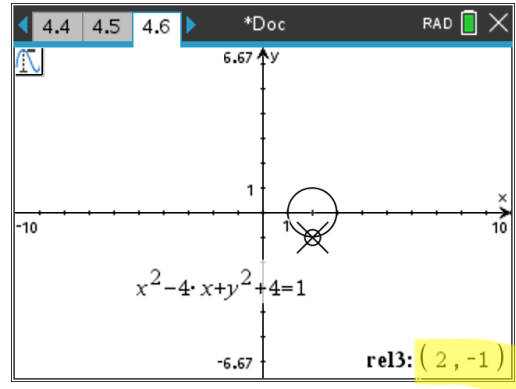 4.4 4.5 4.6 *Doc RAD
6.67 y
1
x
-10 1 10
x²-4·x+y²+4=1
-6.67
rel3: (2,-1)